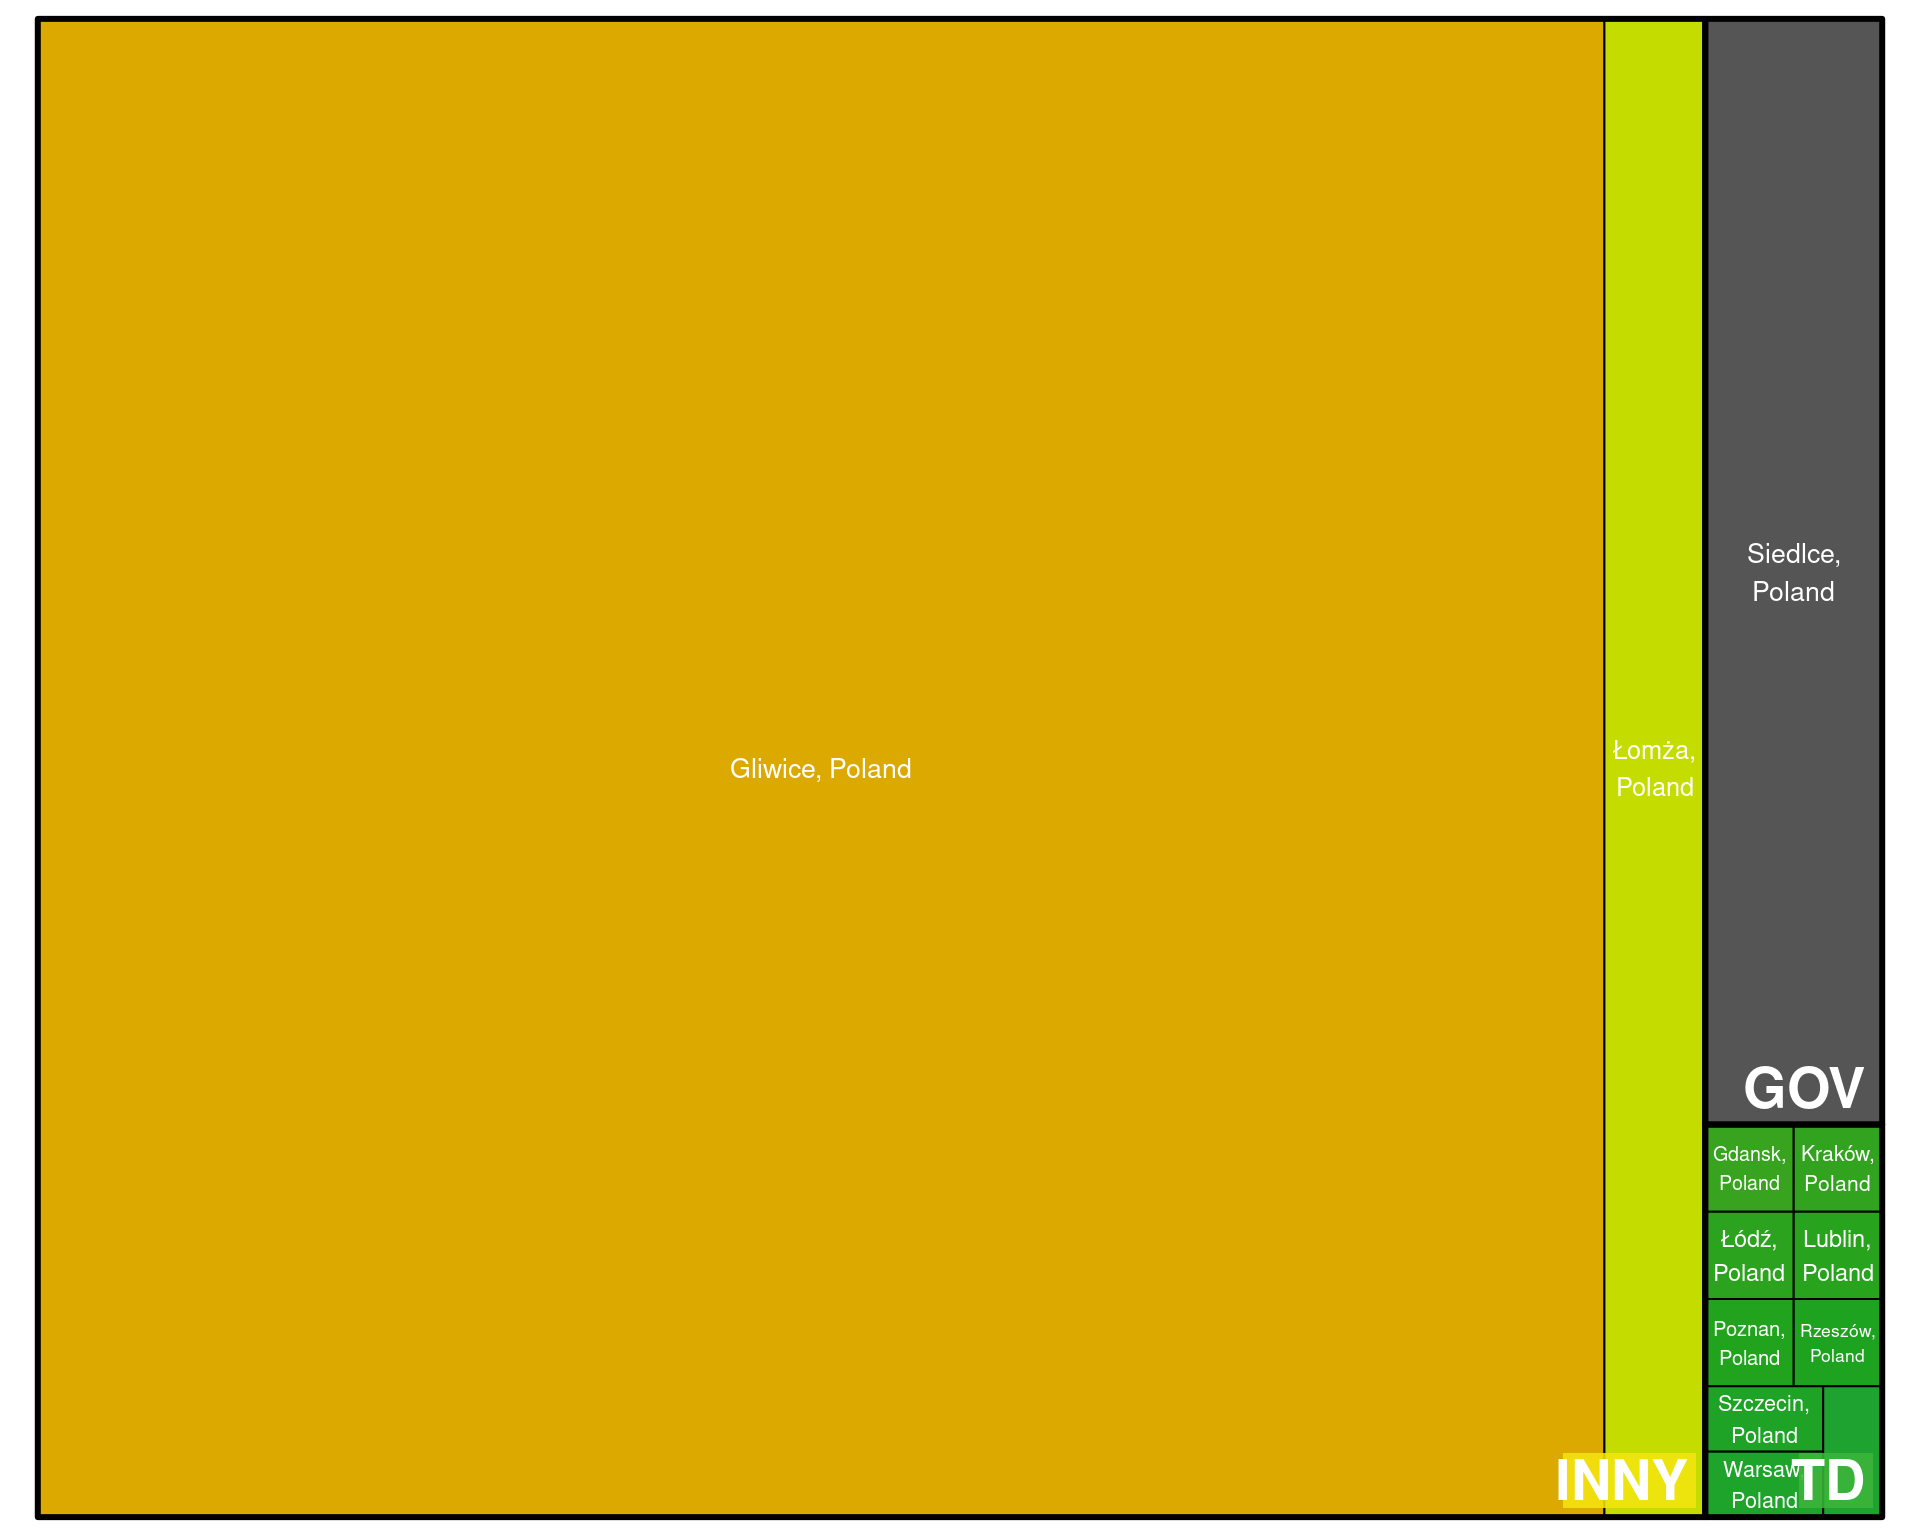 Gliwice, Poland
Łomża,
Poland
INNY
Siedlce,
Poland
GOV
Gdansk,
Poland
Kraków,
Poland
Łódź,
Poland
Lublin,
Poland
Poznan,
Poland
Rzeszów,
Poland
Szczecin,
Poland
Warsaw
Poland
TD